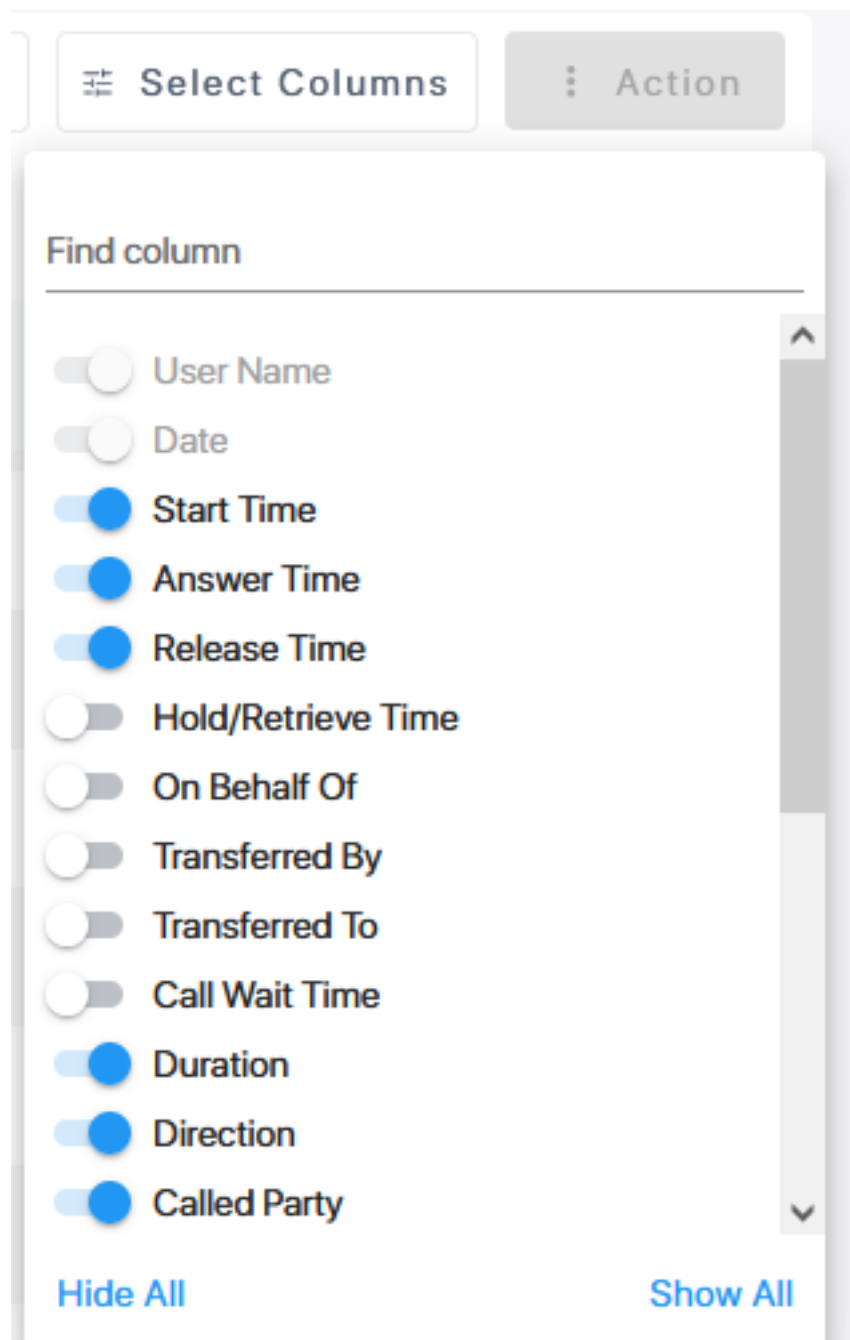 Select Columns Action
Find column
User Name
Date
Start Time
Answer Time
Release Time
Hold/Retrieve Time
On Behalf Of
Transferred By
Transferred To
Call Wait Time
Duration
Direction
Called Party
Hide All Show All